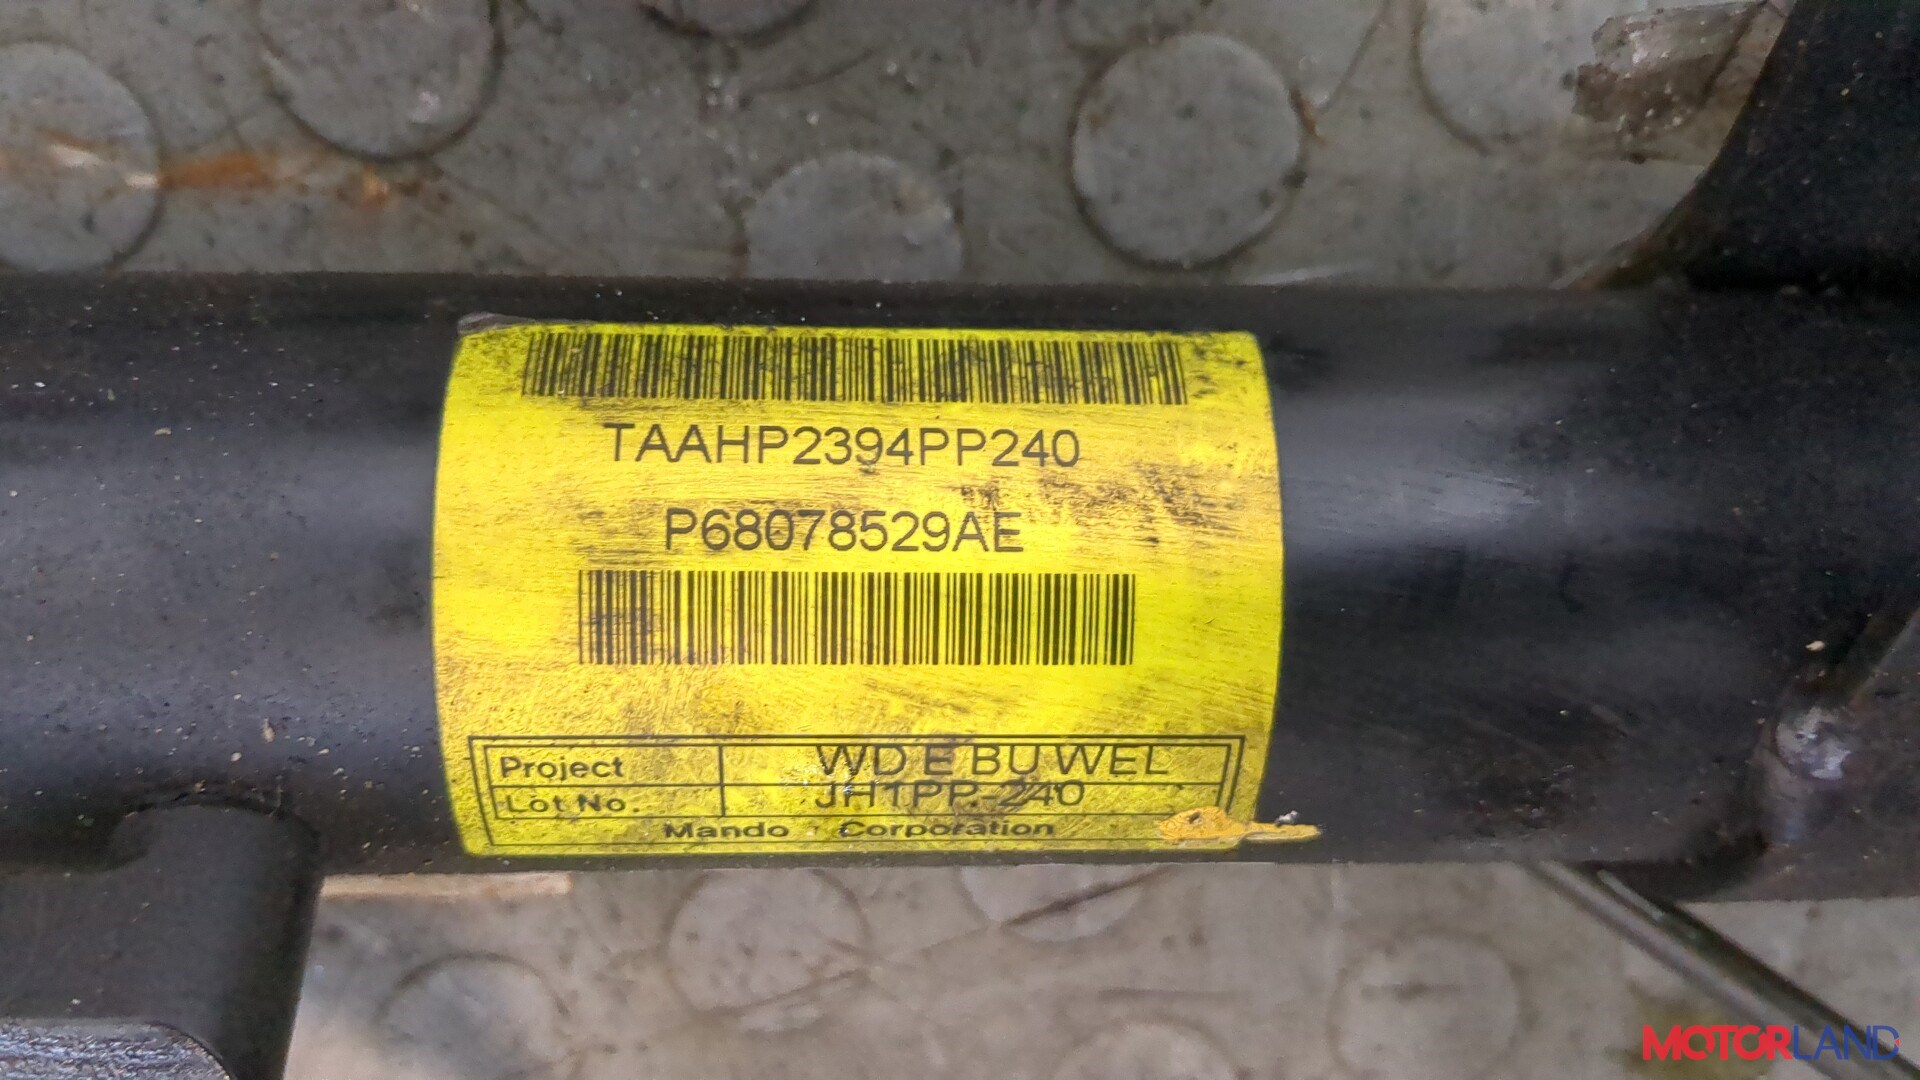 TAAHP2394PP240
P68078529AE
Project WD E BU WEL
Lot No. JH1PP-240
Mando Corporation
MOTORLAND